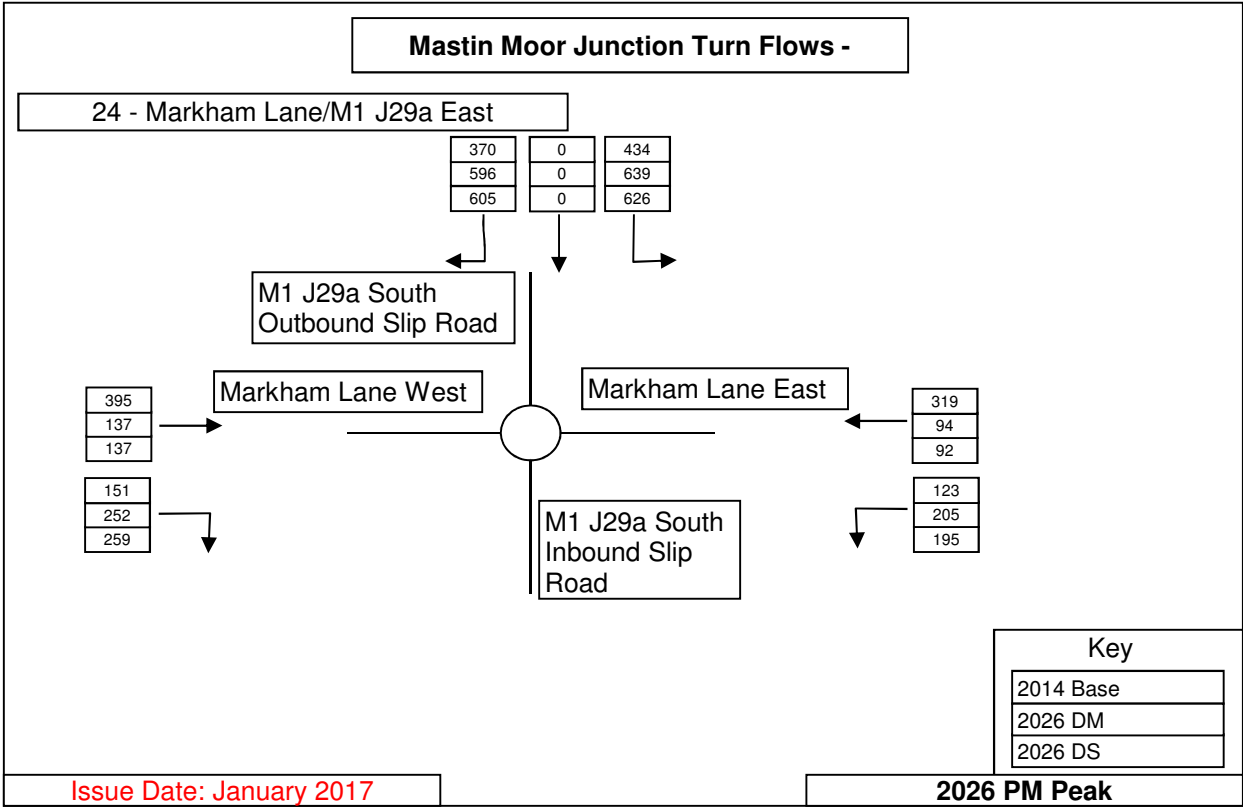 Mastin Moor Junction Turn Flows -
24 - Markham Lane/M1 J29a East
370 0 434
596 0 639
605 0 626
M1 J29a South
Outbound Slip Road
Markham Lane West
Markham Lane East
395
137
137
319
94
92
151
252
259
123
205
195
M1 J29a South
Inbound Slip
Road
Key
2014 Base
2026 DM
2026 DS
Issue Date: January 2017
2026 PM Peak